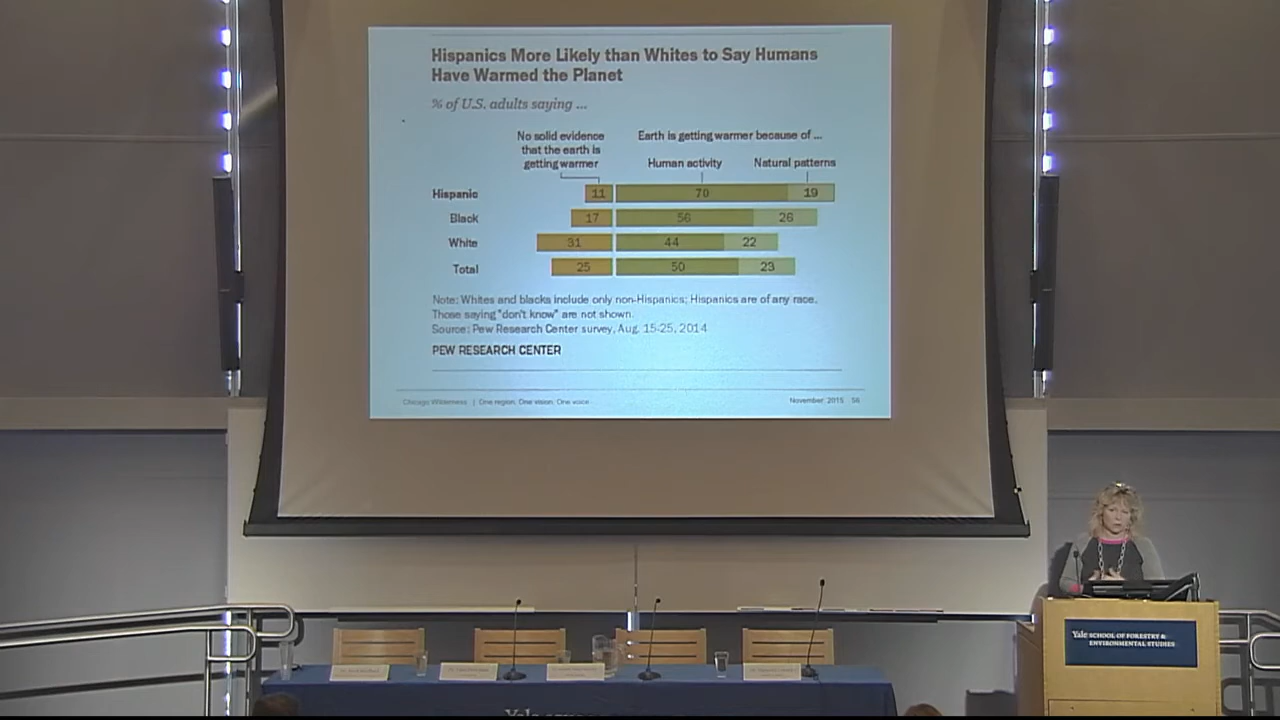 Hispanics More Likely than Whites to Say Humans
Have Warmed the Planet
% of U.S. adults saying ...
No solid evidence
that the earth is
getting warmer
Earth is getting warmer because of ...
Human activity
Natural patterns
Hispanic 11 70 19
Black 17 56 26
White 31 44 22
Total 25 50 23
Note: Whites and blacks include only non-Hispanics; Hispanics are of any race.
Those saying "don't know" are not shown.
Source: Pew Research Center survey, Aug. 15-25, 2014
PEW RESEARCH CENTER
Chicago Wilderness | One region, One vision, One voice
November 2015 56
Yale SCHOOL OF FORESTRY &
ENVIRONMENTAL STUDIES
Yale